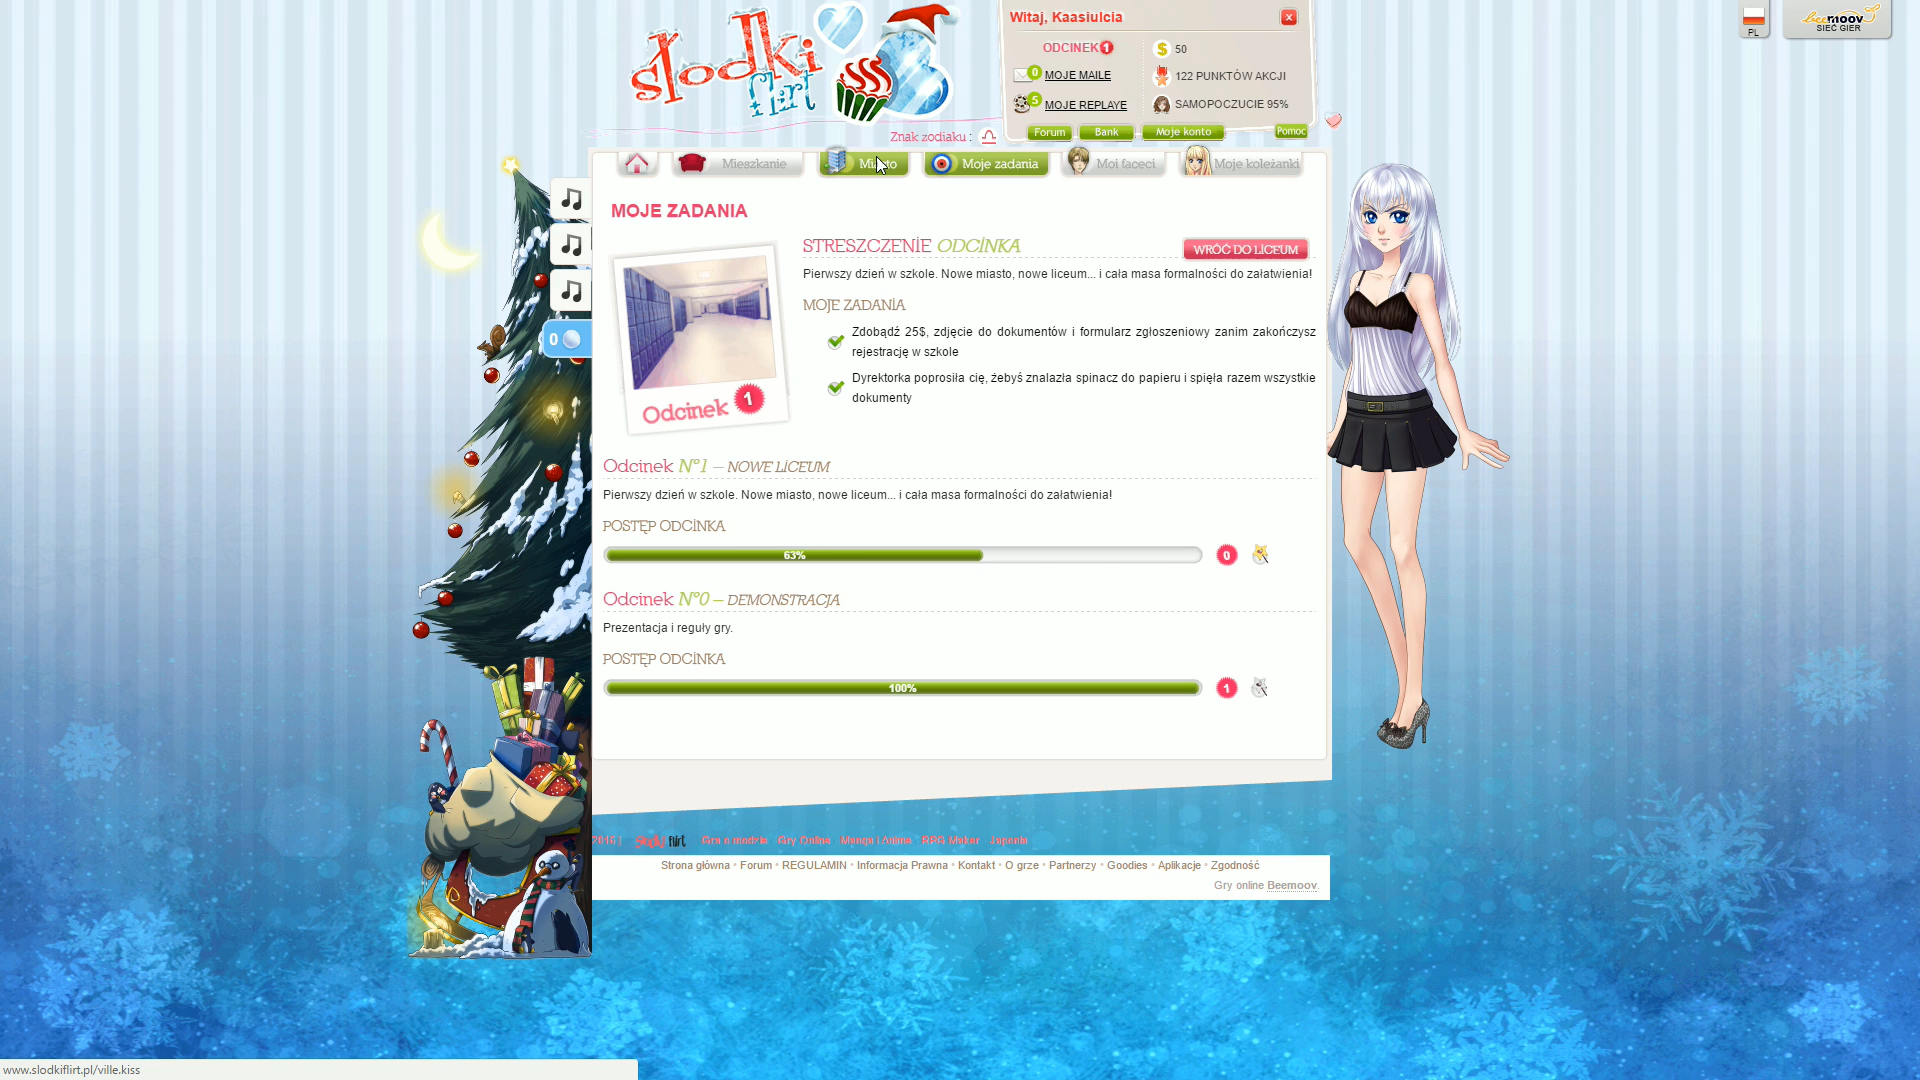 słodki flirt
Witaj, Kaasiulcia
x
PL
beemoov
SIEĆ GIER
ODCINEK 1
50
0 MOJE MAILE
122 PUNKTÓW AKCJI
5 MOJE REPLAYE
SAMOPOCZUCIE 95%
Znak zodiaku :
Forum
Bank
Moje konto
Pomoc
Mieszkanie
Miasto
Moje zadania
Moi faceci
Moje koleżanki
MOJE ZADANIA
STRESZCZENIE ODCINKA
WRÓĆ DO LICEUM
Pierwszy dzień w szkole. Nowe miasto, nowe liceum... i cała masa formalności do załatwienia!
MOJE ZADANIA
Zdobądź 25$, zdjęcie do dokumentów i formularz zgłoszeniowy zanim zakończysz
rejestrację w szkole
Dyrektorka poprosiła cię, żebyś znalazła spinacz do papieru i spięła razem wszystkie
dokumenty
Odcinek 1
0
Odcinek N°1 – NOWE LICEUM
Pierwszy dzień w szkole. Nowe miasto, nowe liceum... i cała masa formalności do załatwienia!
POSTĘP ODCINKA
63%
0
Odcinek N°0 – DEMONSTRACJA
Prezentacja i reguły gry.
POSTĘP ODCINKA
100%
1
2016 | słodki flirt Gra o modzie Gry Online Manga i Anime RPG Maker Japonia
Strona główna • Forum • REGULAMIN • Informacja Prawna • Kontakt • O grze • Partnerzy • Goodies • Aplikacje • Zgodność
Gry online Beemoov.
www.slodkiflirt.pl/ville.kiss